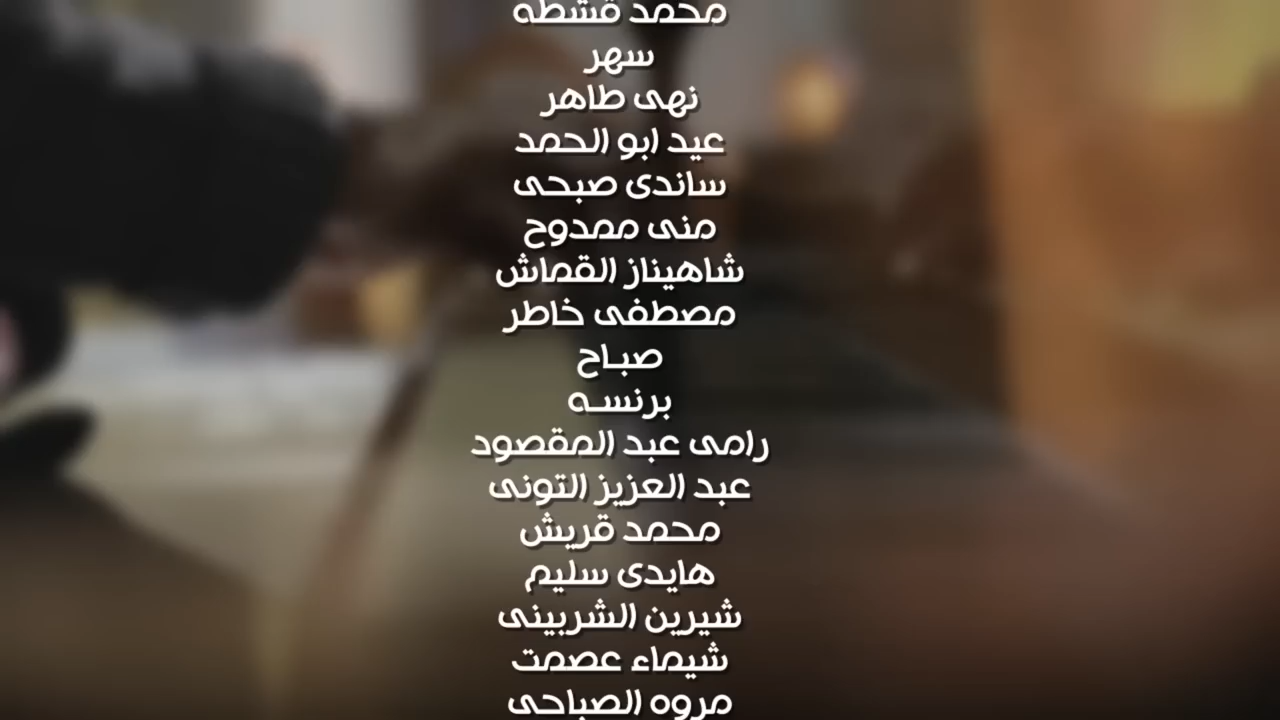 محمد قشطه
سهر
نهى طاهر
عيد ابو الحمد
ساندى صبحى
منى ممدوح
شاهيناز القماش
مصطفى خاطر
صباح
برنسه
رامى عبد المقصود
عبد العزيز التونى
محمد قريش
هايدى سليم
شيرين الشربينى
شيماء عصمت
مروه الصباحى